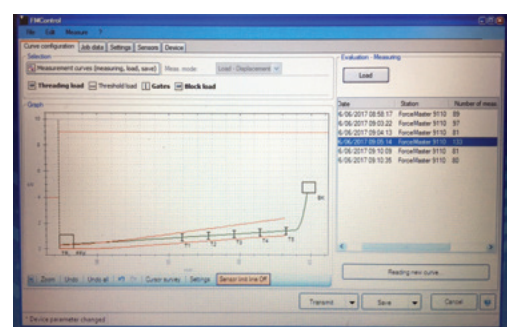 FMControl
File Edit Measure ?
Curve configuration Job data Settings Sensors Device
Selection
Measurement curves (measuring, load, save) Meas. mode: Load - Displacement
Threading load Threshold load Gates Block load
Graph
10
8
6
4
2
BK
T1 T2 T3 T4 T5
Zoom Undo Undo all Cursor survey Settings Sensor limit line Off
Evaluation - Measuring
Load
Date Station Number of meas
6/06/2017 08:58:17 ForceMaster 9110 89
6/06/2017 09:03:22 ForceMaster 9110 97
6/06/2017 09:04:13 ForceMaster 9110 81
6/06/2017 09:05:14 ForceMaster 9110 133
6/06/2017 09:10:09 ForceMaster 9110 81
6/06/2017 09:10:35 ForceMaster 9110 80
Reading new curve...
Transmit Save Cancel
Device parameter changed